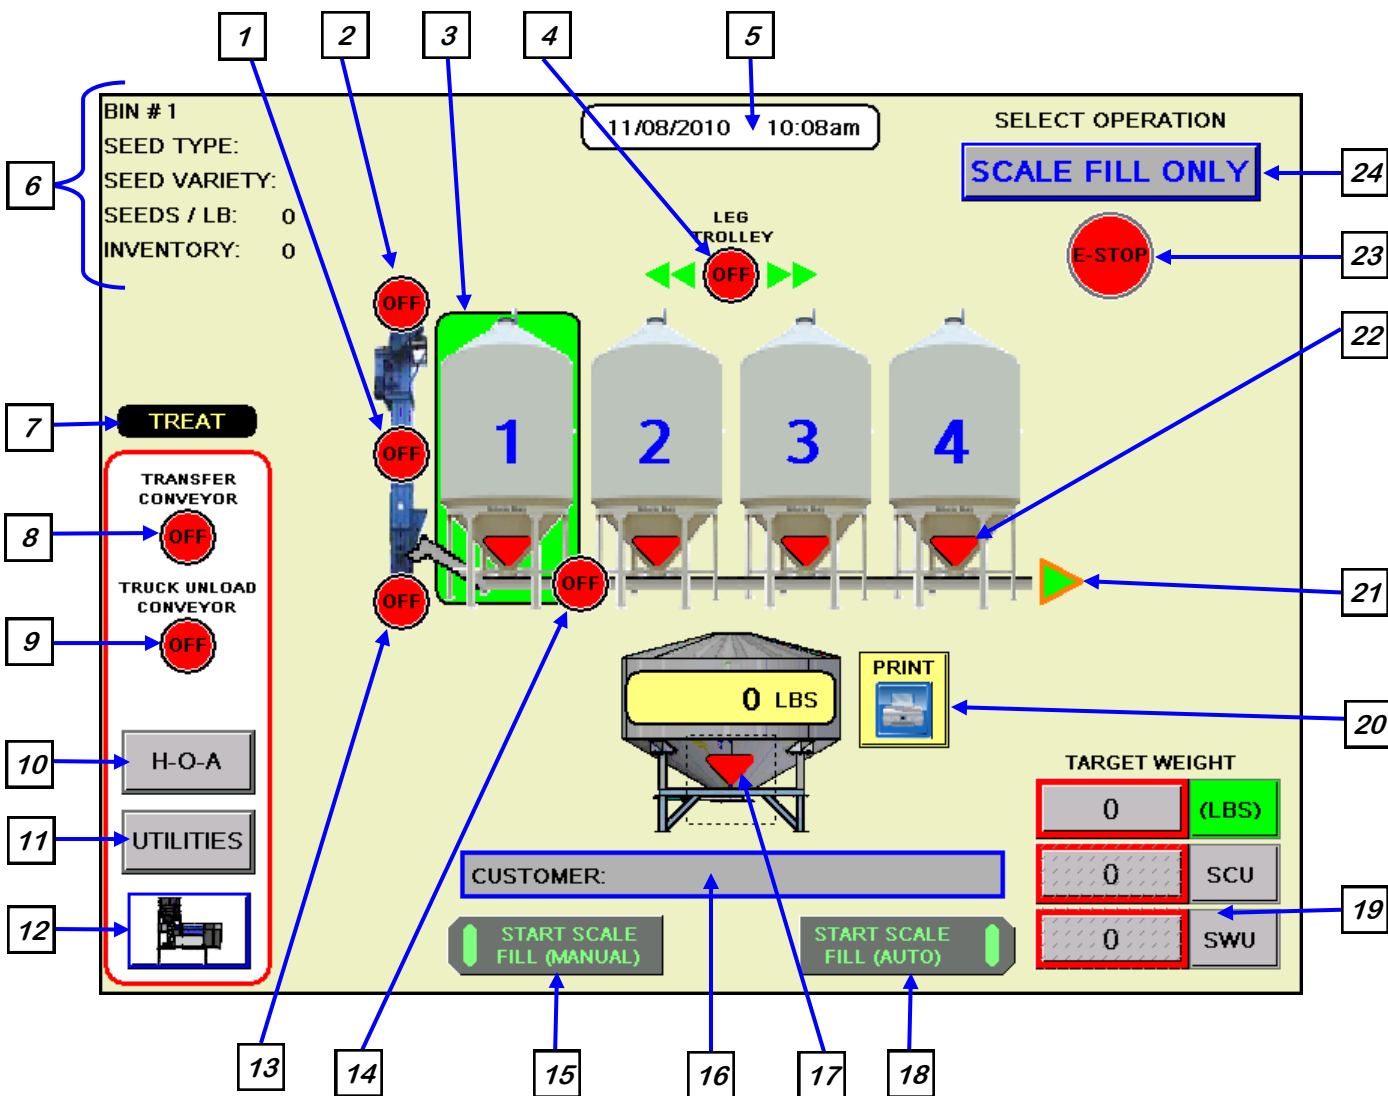 1
2
3
4
5
BIN # 1
SEED TYPE:
SEED VARIETY:
SEEDS / LB: 0
INVENTORY: 0
6
11/08/2010 10:08am
SELECT OPERATION
SCALE FILL ONLY
24
E-STOP
23
LEG
TROLLEY
OFF
OFF
22
7
TREAT
OFF
1
2
3
4
TRANSFER
CONVEYOR
OFF
8
TRUCK UNLOAD
CONVEYOR
OFF
9
OFF
OFF
21
0 LBS
PRINT
20
10
H-O-A
11
UTILITIES
12
TARGET WEIGHT
0 (LBS)
0 SCU
0 SWU
19
CUSTOMER:
START SCALE
FILL (MANUAL)
START SCALE
FILL (AUTO)
13
14
15
16
17
18